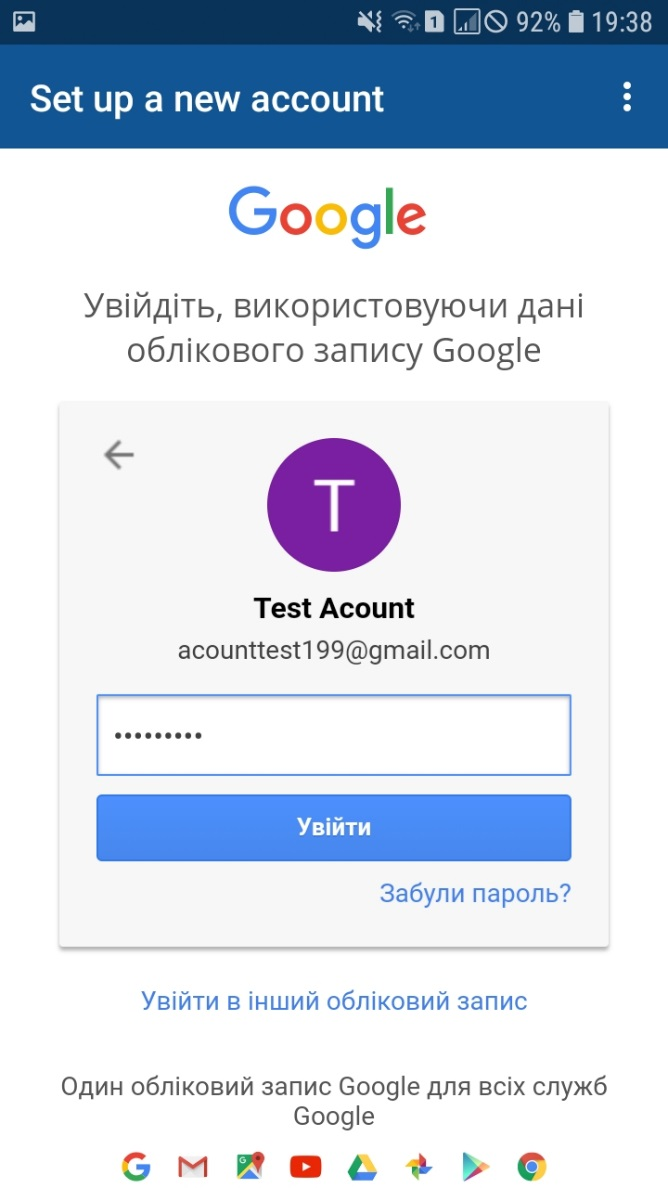 1 92% 19:38
Set up a new account
Google
Увійдіть, використовуючи дані
облікового запису Google
T
Test Acount
acounttest199@gmail.com
•••••••••
Увійти
Забули пароль?
Увійти в інший обліковий запис
Один обліковий запис Google для всіх служб
Google